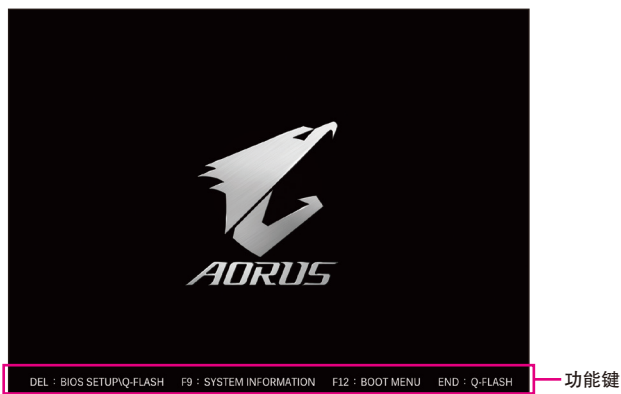 AORUS
DEL：BIOS SETUP\Q-FLASH F9：SYSTEM INFORMATION F12：BOOT MENU END：Q-FLASH
功能键